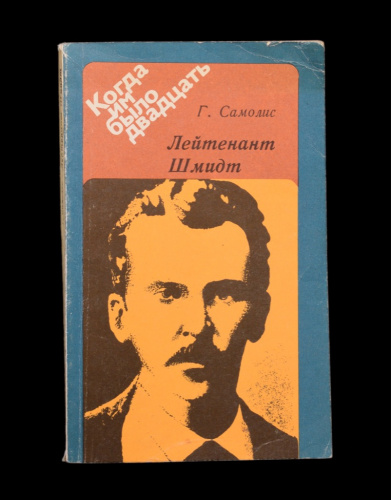 Когда
им
было
двадцать
Г. Самолис
Лейтенант
Шмидт